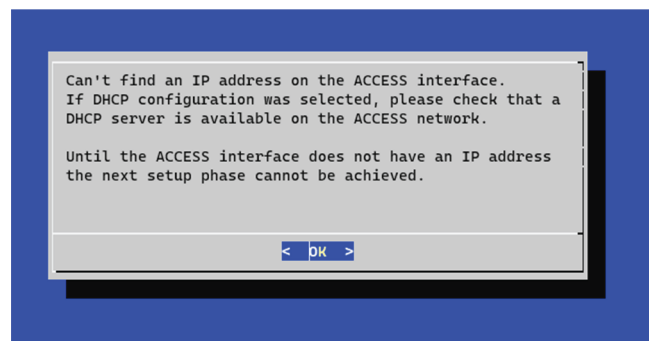 Can't find an IP address on the ACCESS interface.
If DHCP configuration was selected, please check that a
DHCP server is available on the ACCESS network.
Until the ACCESS interface does not have an IP address
the next setup phase cannot be achieved.
< OK >